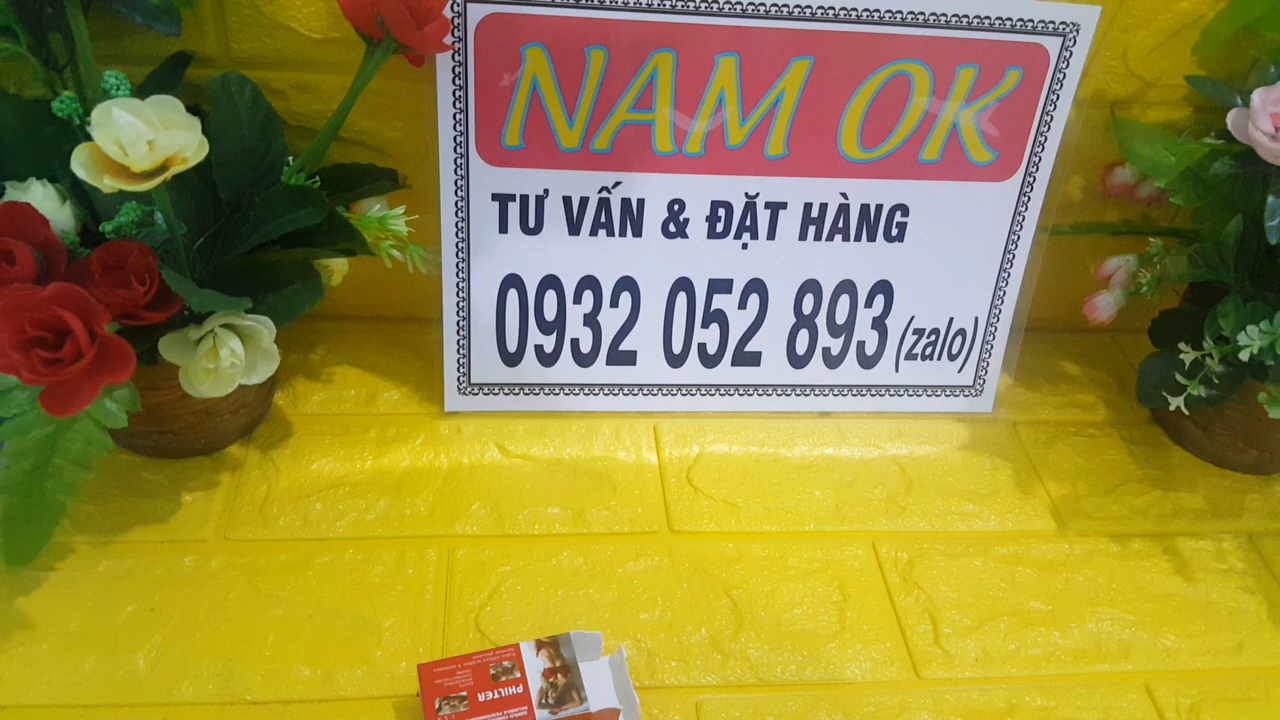 NAM OK
TƯ VẤN & ĐẶT HÀNG
0932 052 893 (zalo)
PHILTER